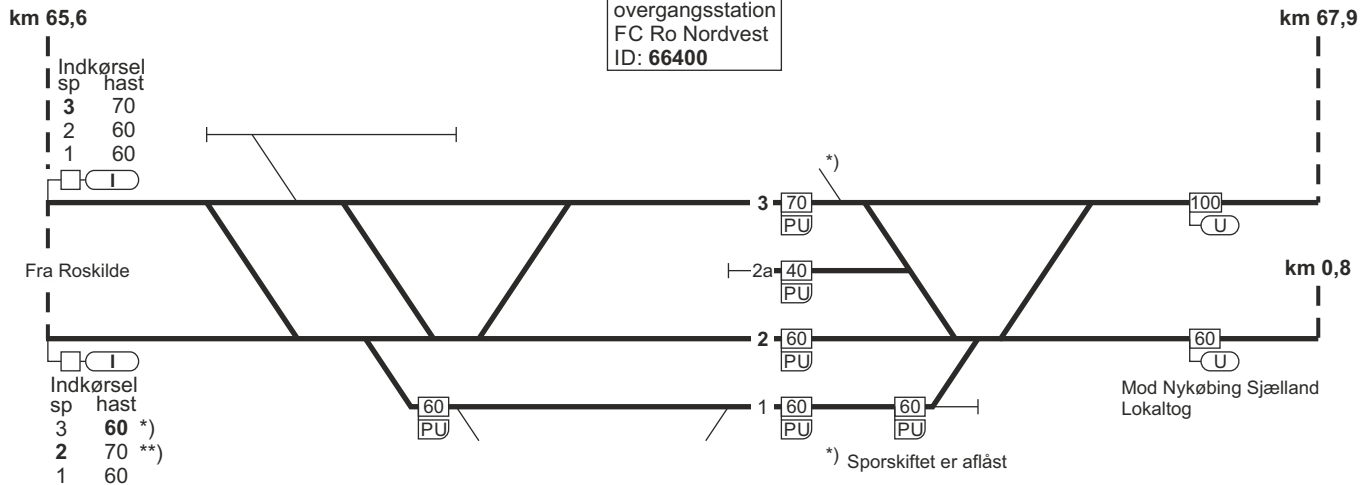 km 65,6
overgangsstation
FC Ro Nordvest
ID: 66400
km 67,9
Indkørsel
sp hast
3 70
2 60
1 60
I
*)
3 70
PU
100
U
Fra Roskilde
2a 40
PU
km 0,8
2 60
PU
60
U
I
Indkørsel
sp hast
3 60 *)
2 70 **)
1 60
60
PU
1 60
PU
60
PU
Mod Nykøbing Sjælland
Lokaltog
*) Sporskiftet er aflåst